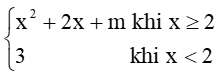 { x² + 2x + m khi x ≥ 2
3 khi x < 2